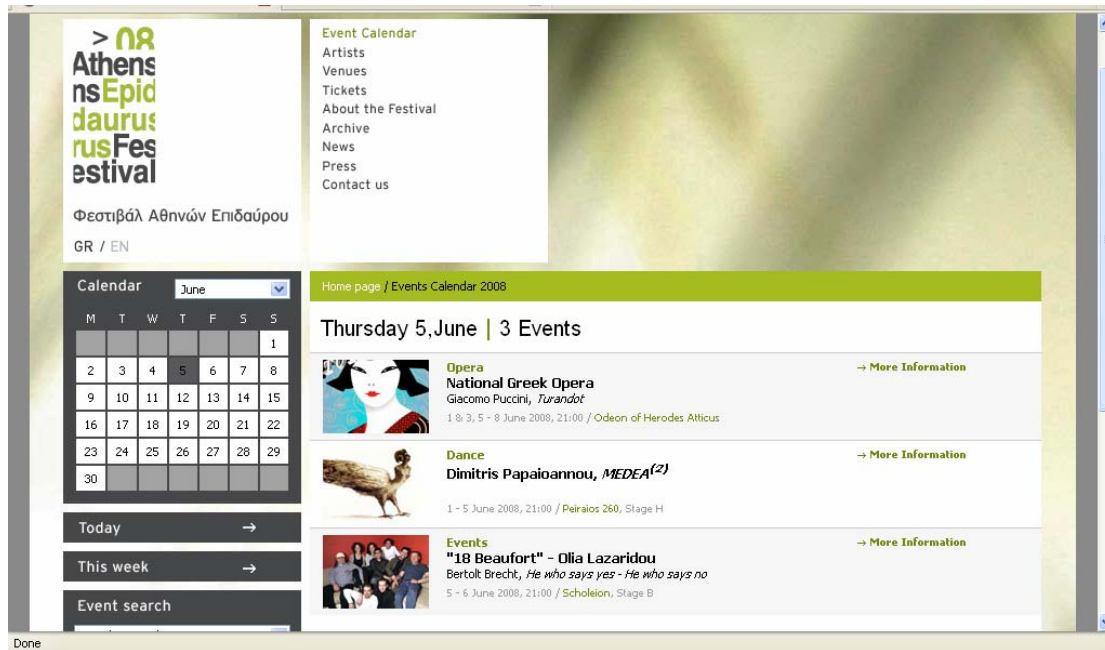 > 08
Athens
nsEpid
daurus
rusFes
estival
Φεστιβάλ Αθηνών Επιδαύρου
GR / EN
Event Calendar
Artists
Venues
Tickets
About the Festival
Archive
News
Press
Contact us
Calendar June
M T W T F S S
1
2 3 4 5 6 7 8
9 10 11 12 13 14 15
16 17 18 19 20 21 22
23 24 25 26 27 28 29
30
Today →
This week →
Event search
Home page / Events Calendar 2008
Thursday 5,June | 3 Events
Opera → More Information
National Greek Opera
Giacomo Puccini, Turandot
1 & 3, 5 - 8 June 2008, 21:00 / Odeon of Herodes Atticus
Dance → More Information
Dimitris Papaioannou, MEDEA(2)
1 - 5 June 2008, 21:00 / Peiraios 260, Stage H
Events → More Information
"18 Beaufort" - Olia Lazaridou
Bertolt Brecht, He who says yes - He who says no
5 - 6 June 2008, 21:00 / Scholeion, Stage B
Done